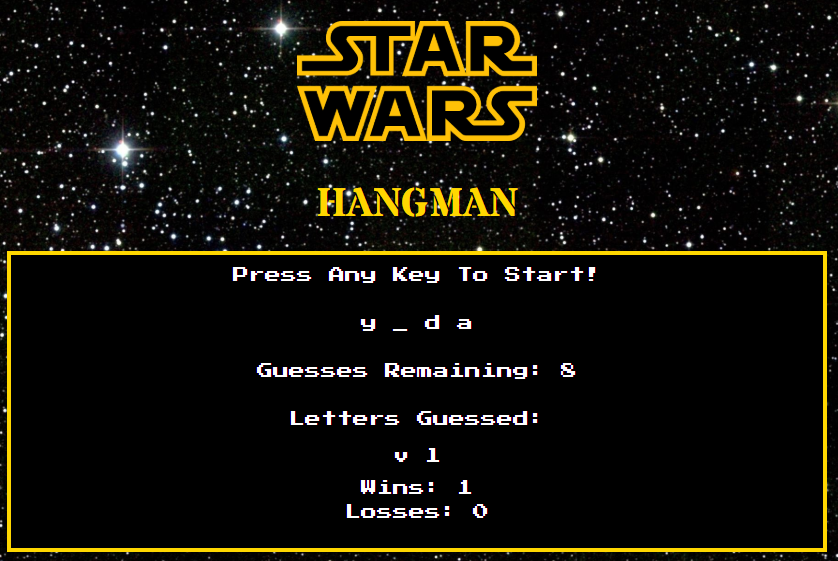 STAR
WARS
HANGMAN
Press Any Key To Start!
y _ d a
Guesses Remaining: 8
Letters Guessed:
v l
Wins: 1
Losses: 0